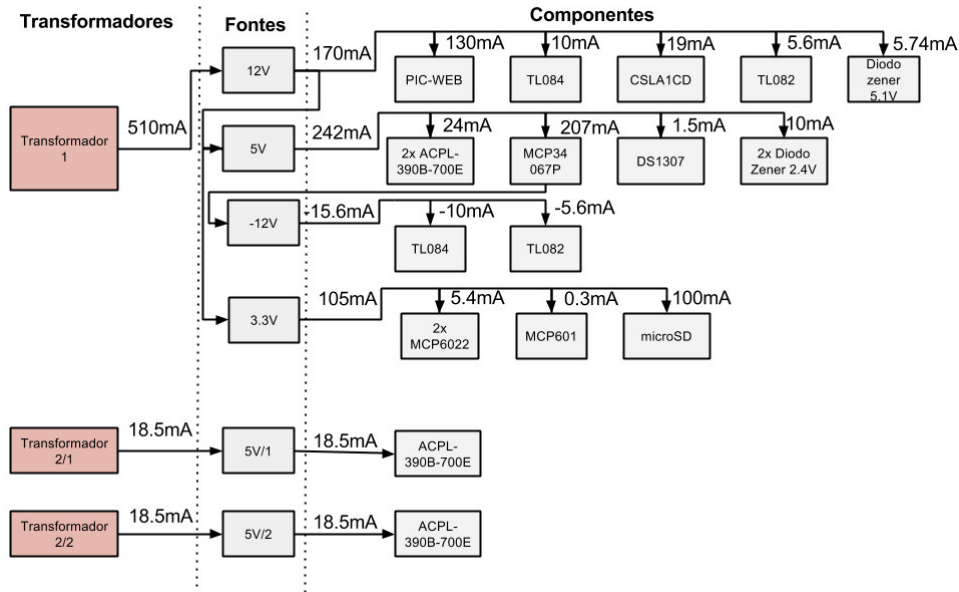 Transformadores
Fontes
Componentes
12V
170mA
130mA
10mA
19mA
5.6mA
5.74mA
PIC-WEB
TL084
CSLA1CD
TL082
Diodo
zener
5.1V
Transformador
1
510mA
5V
242mA
24mA
207mA
1.5mA
10mA
2x ACPL-
390B-700E
MCP34
067P
DS1307
2x Diodo
Zener 2.4V
-12V
-15.6mA
-10mA
-5.6mA
TL084
TL082
3.3V
105mA
5.4mA
0.3mA
100mA
2x
MCP6022
MCP601
microSD
Transformador
2/1
18.5mA
5V/1
18.5mA
ACPL-
390B-700E
Transformador
2/2
18.5mA
5V/2
18.5mA
ACPL-
390B-700E